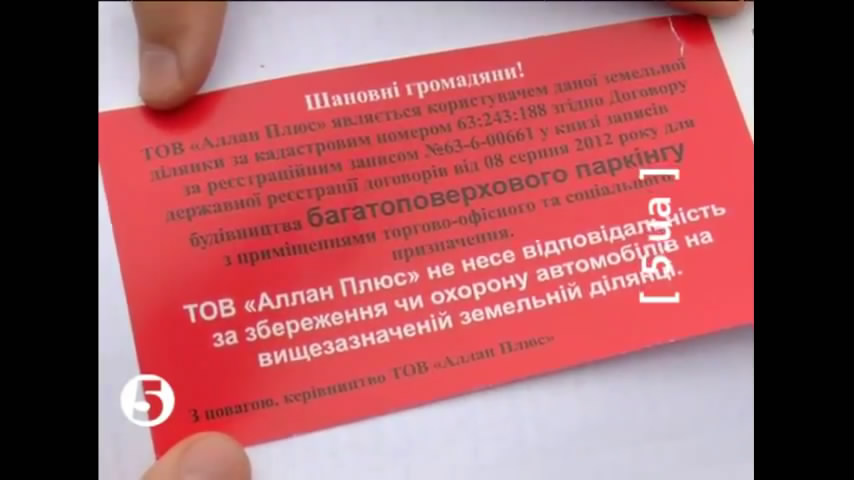 Шановні громадяни!
ТОВ «Аллан Плюс» являється користувачем даної земельної
ділянки за кадастровим номером 63:243:188 згідно Договору
за реєстраційним записом №63-6-00661 у книзі записів
державної реєстрації договорів від 08 серпня 2012 року для
будівництва багатоповерхового паркінгу
з приміщеннями торгово-офісного та соціального
призначення.
ТОВ «Аллан Плюс» не несе відповідальність
за збереження чи охорону автомобілів на
вищезазначеній земельній ділянці.
З повагою, керівництво ТОВ «Аллан Плюс»
[ 5.ua ]
5